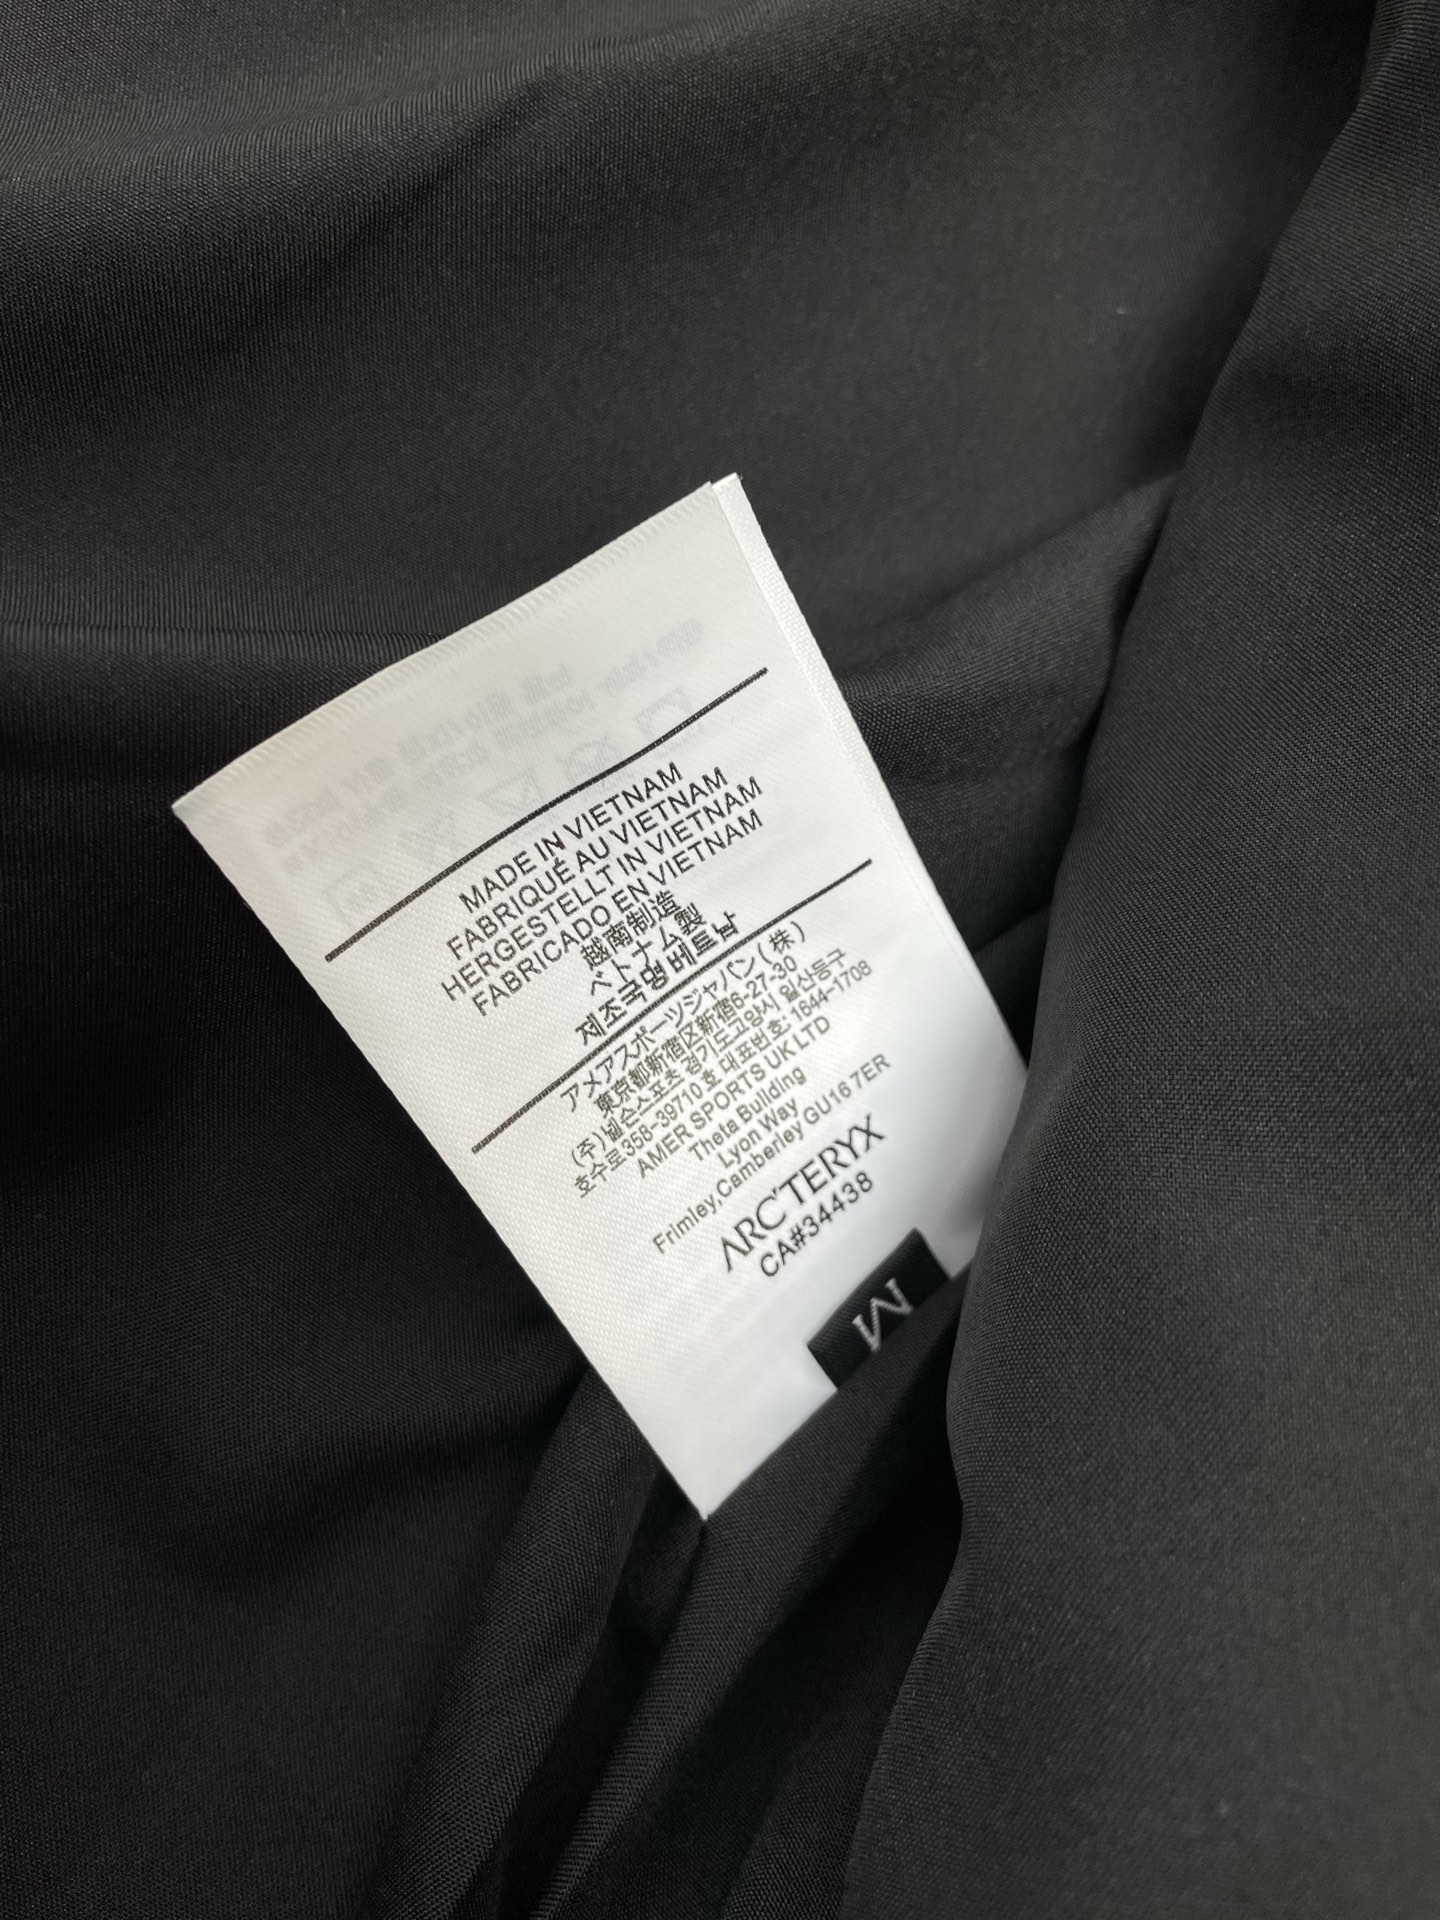 MADE IN VIETNAM
FABRIQUÉ AU VIETNAM
HERGESTELLT IN VIETNAM
FABRICADO EN VIETNAM
越南制造
ベトナム製
제조국명 베트남
アメアスポーツジャパン(株)
東京都新宿区新宿6-27-30
(주)윌슨스포츠 경기도고양시 일산동구
호수로358-39710호 대표번호: 1644-1708
AMER SPORTS UK LTD
Theta Building
Lyon Way
Frimley,Camberley GU16 7ER
ARC'TERYX
CA#34438
M